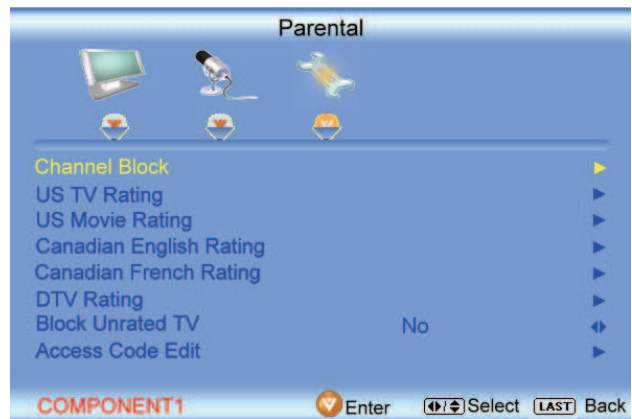 Parental
Channel Block
US TV Rating
US Movie Rating
Canadian English Rating
Canadian French Rating
DTV Rating
Block Unrated TV No
Access Code Edit
COMPONENT1 Enter Select LAST Back